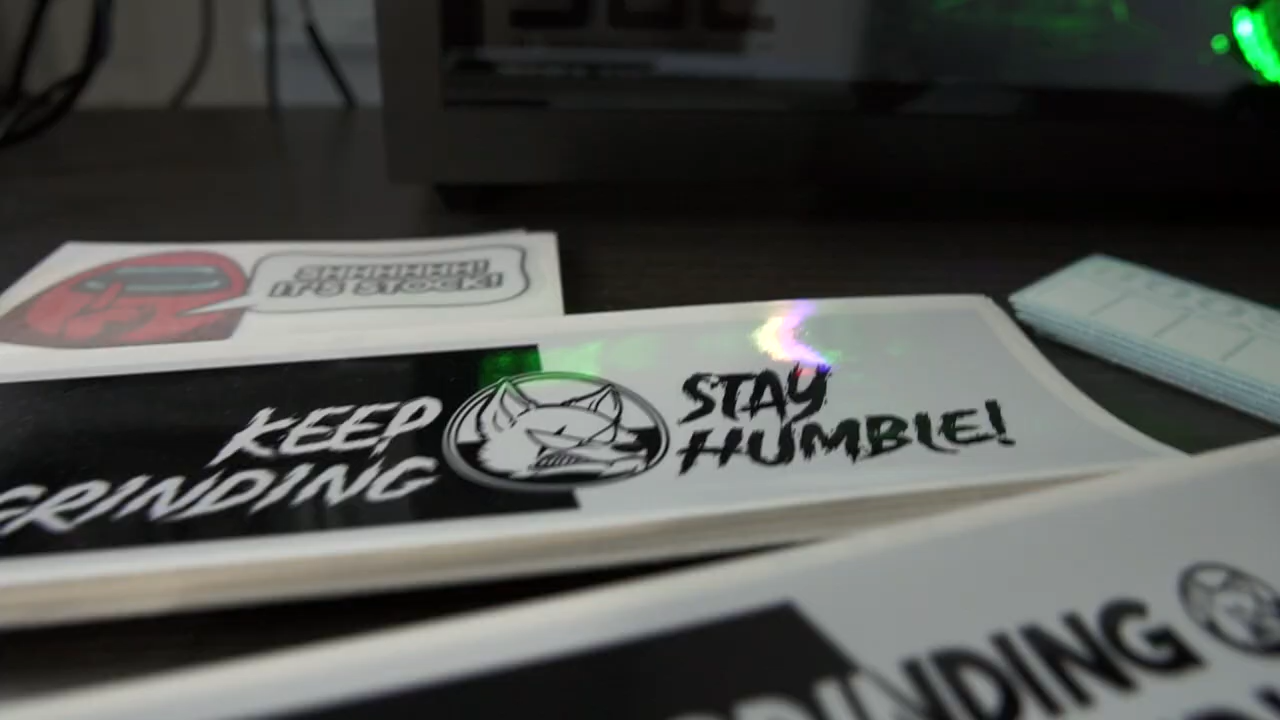 SHHHHHH!
IT'S STOCK!
KEEP
GRINDING
STAY
HUMBLE!
GRINDING